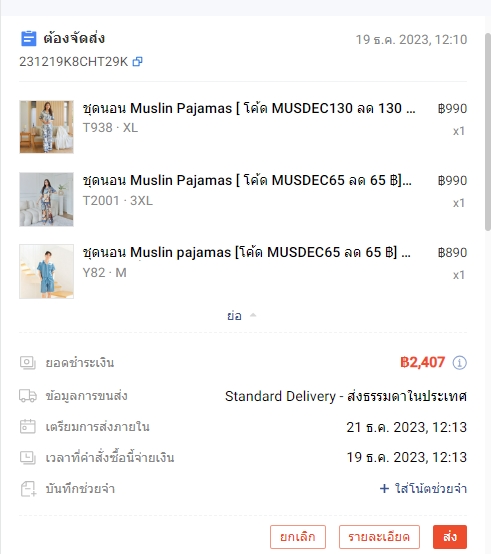 ต้องจัดส่ง
19 ธ.ค. 2023, 12:10
231219K8CHT29K
ชุดนอน Muslin Pajamas [ โค้ด MUSDEC130 ลด 130 ...
฿990
T938 · XL
x1
ชุดนอน Muslin Pajamas [ โค้ด MUSDEC65 ลด 65 ฿]...
฿990
T2001 · 3XL
x1
ชุดนอน Muslin pajamas [โค้ด MUSDEC65 ลด 65 ฿] ...
฿890
Y82 · M
x1
ย่อ
ยอดชำระเงิน
฿2,407
ข้อมูลการขนส่ง
Standard Delivery - ส่งธรรมดาในประเทศ
เตรียมการส่งภายใน
21 ธ.ค. 2023, 12:13
เวลาที่คำสั่งซื้อนี้จ่ายเงิน
19 ธ.ค. 2023, 12:13
บันทึกช่วยจำ
+ ใส่โน้ตช่วยจำ
ยกเลิก
รายละเอียด
ส่ง